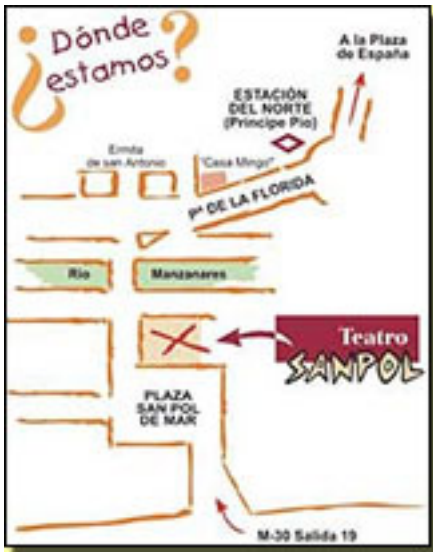 ¿Dónde
estamos?
A la Plaza
de España
ESTACIÓN
DEL NORTE
(Príncipe Pío)
Ermita
de san Antonio
"Casa Mingo"
Pº DE LA FLORIDA
Río
Manzanares
Teatro
SANPOL
PLAZA
SAN POL
DE MAR
M-30 Salida 19